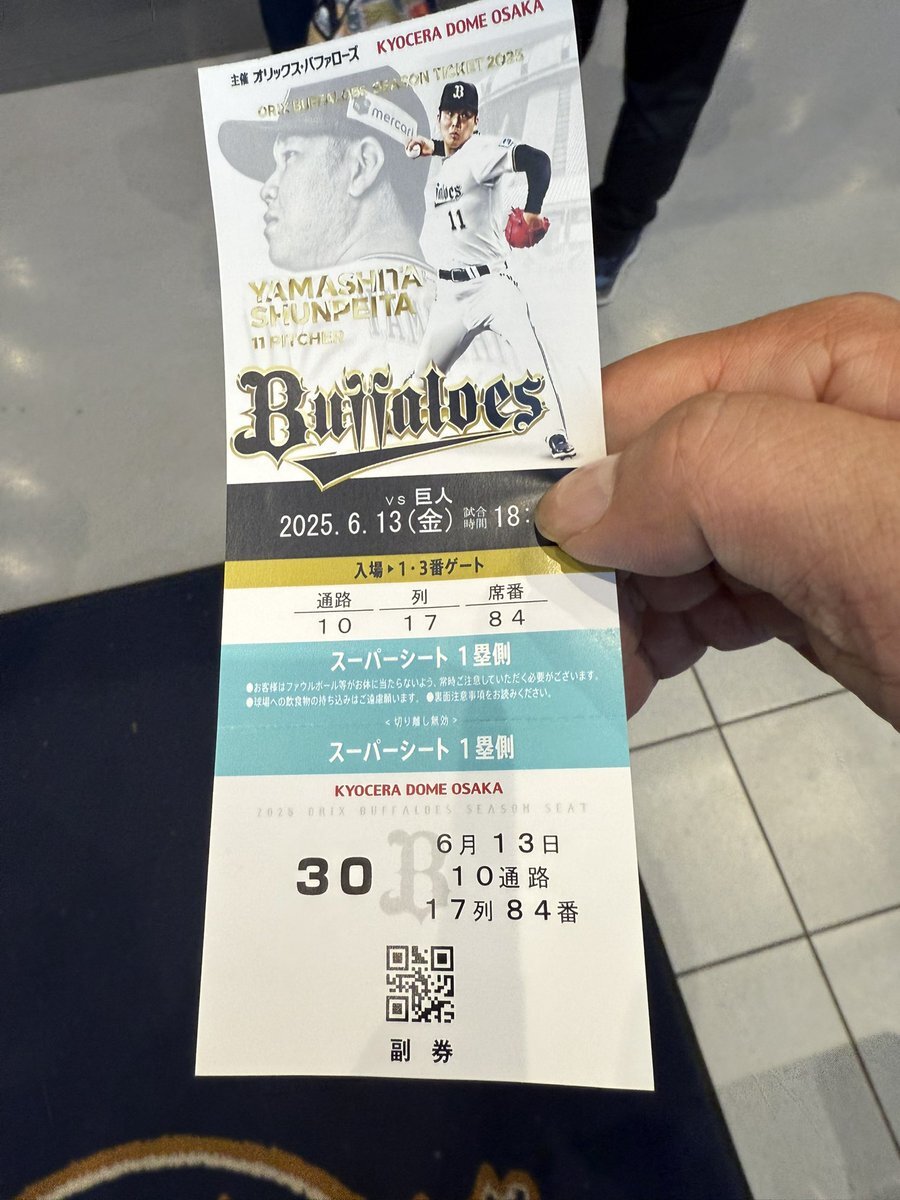 主催 オリックス・バファローズ KYOCERA DOME OSAKA
ORIX BUFFALOES SEASON TICKET 2025
mercari
B
11
YAMASHITA
SHUNPEITA
11 PITCHER
Buffaloes
vs 巨人
2025. 6. 13(金) 試合時間 18:
入場▶1・3番ゲート
通路 列 席番
10 17 84
スーパーシート 1塁側
●お客様はファウルボール等がお体に当たらないよう、常時ご注意していただく必要がございます。
●球場への飲食物の持ち込みはご遠慮願います。 ●裏面注意事項をお読みください。
< 切り離し無効 >
スーパーシート 1塁側
KYOCERA DOME OSAKA
2025 ORIX BUFFALOES SEASON SEAT
B
30 6月 13日
10通路
17列 84番
副 券